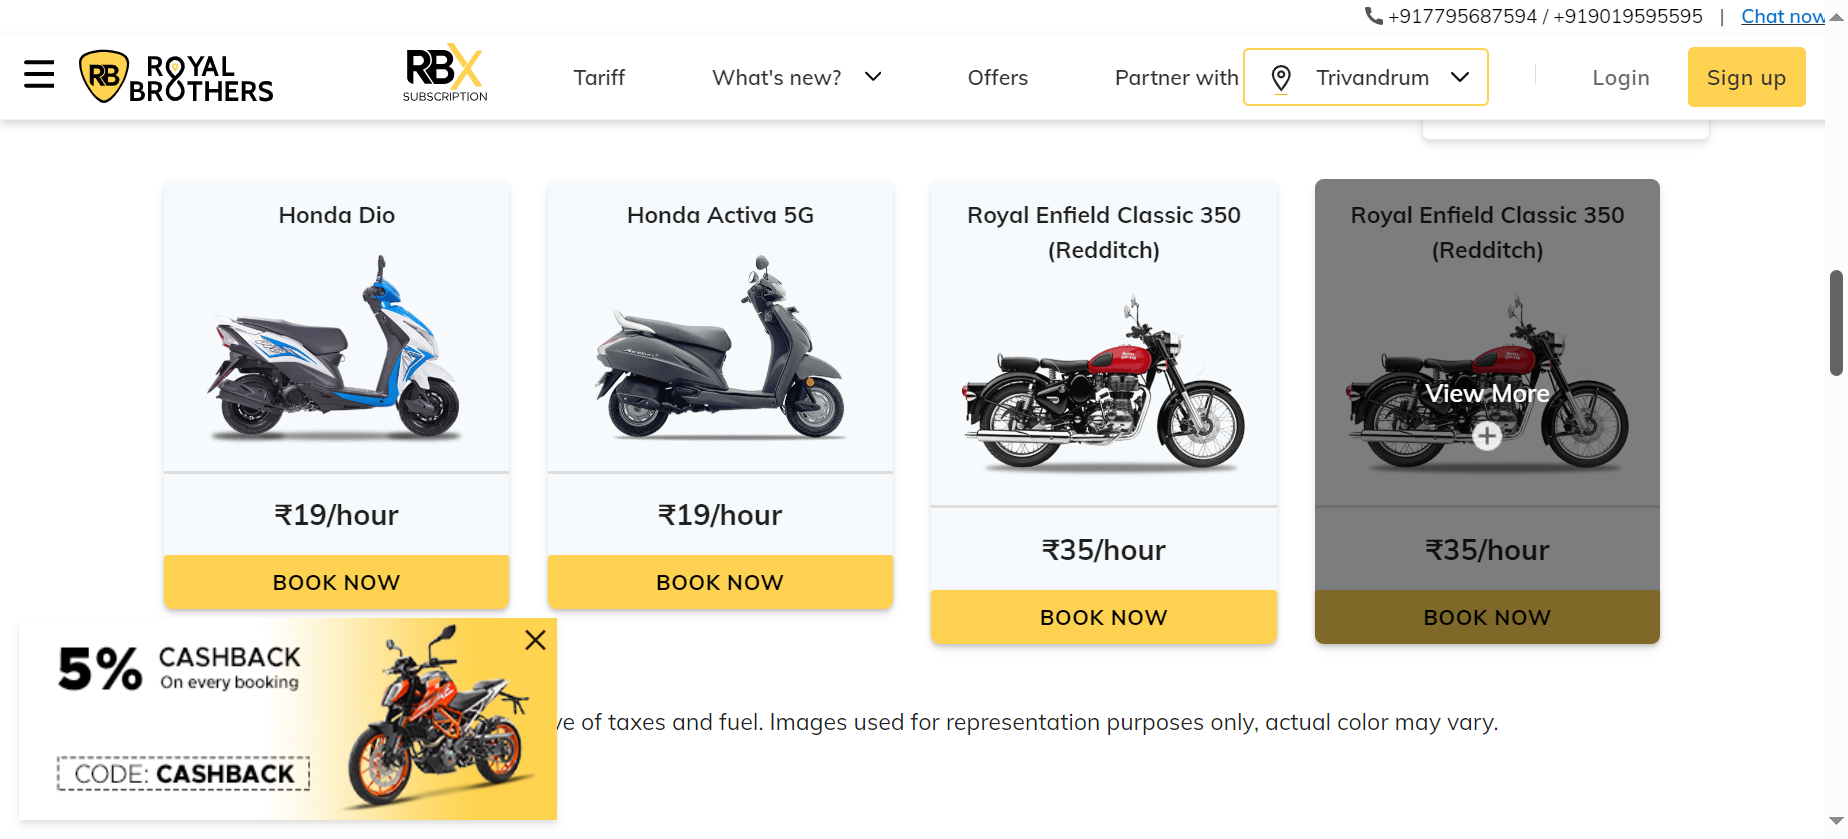 +917795687594 / +919019595595 | Chat now
RB ROYAL BROTHERS
RBX SUBSCRIPTION
Tariff
What's new?
Offers
Partner with
Trivandrum
Login
Sign up
Honda Dio
₹19/hour
BOOK NOW
Honda Activa 5G
₹19/hour
BOOK NOW
Royal Enfield Classic 350
(Redditch)
₹35/hour
BOOK NOW
Royal Enfield Classic 350
(Redditch)
View More
₹35/hour
BOOK NOW
5% CASHBACK
On every booking
CODE: CASHBACK
ve of taxes and fuel. Images used for representation purposes only, actual color may vary.